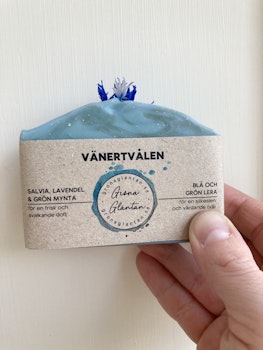 VÄNERTVÅLEN
SALVIA, LAVENDEL
& GRÖN MYNTA
för en frisk och
svalkande doft
Gröna
Gläntan
BLÅ OCH
GRÖN LERA
för en silkeslen
och vårdande tvål